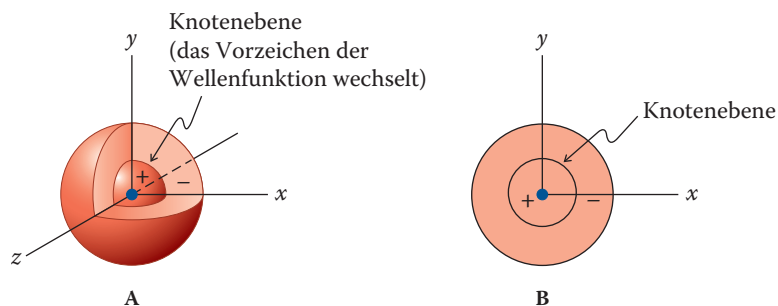 Knotenebene
(das Vorzeichen der
Wellenfunktion wechselt)
y
+
−
x
z
A
y
Knotenebene
+
−
x
B